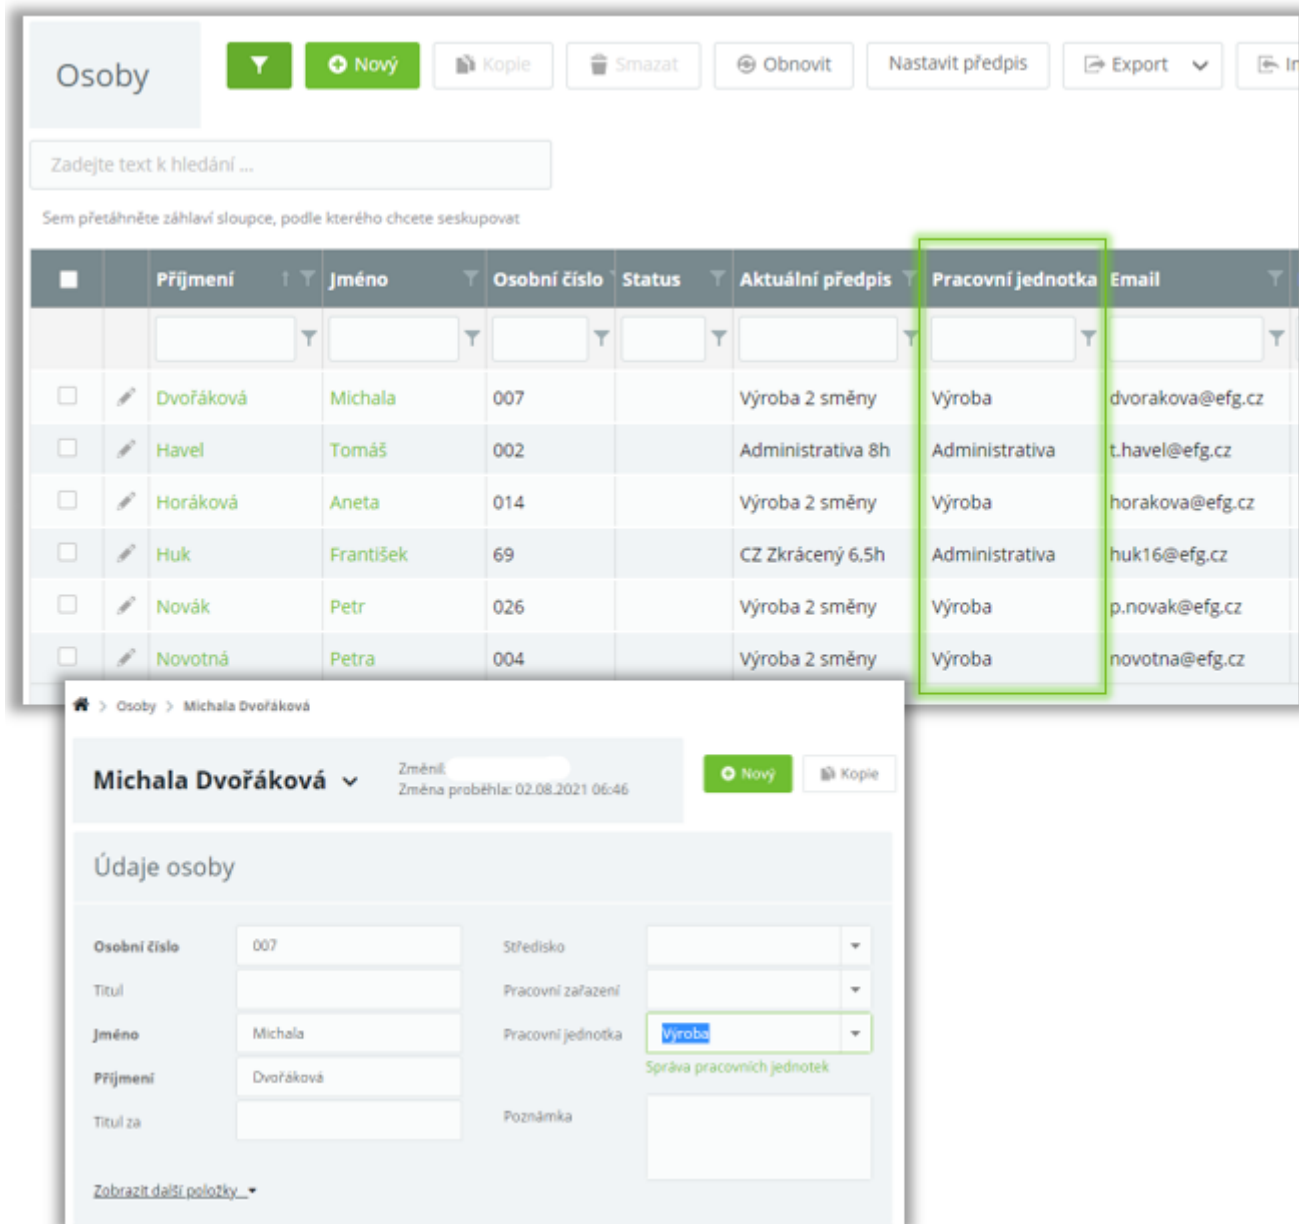 Osoby Nový Kopie Smazat Obnovit Nastavit předpis Export
Zadejte text k hledání ...
Sem přetáhněte záhlaví sloupce, podle kterého chcete seskupovat
Příjmení Jméno Osobní číslo Status Aktuální předpis Pracovní jednotka Email
Dvořáková Michala 007 Výroba 2 směny Výroba dvorakova@efg.cz
Havel Tomáš 002 Administrativa 8h Administrativa t.havel@efg.cz
Horáková Aneta 014 Výroba 2 směny Výroba horakova@efg.cz
Huk František 69 CZ Zkrácený 6,5h Administrativa huk16@efg.cz
Novák Petr 026 Výroba 2 směny Výroba p.novak@efg.cz
Novotná Petra 004 Výroba 2 směny Výroba novotna@efg.cz
> Osoby > Michala Dvořáková
Michala Dvořáková
Změnil:
Změna proběhla: 02.08.2021 06:46
Nový Kopie
Údaje osoby
Osobní číslo 007 Středisko
Titul Pracovní zařazení
Jméno Michala Pracovní jednotka Výroba
Správa pracovních jednotek
Příjmení Dvořáková
Titul za Poznámka
Zobrazit další položky